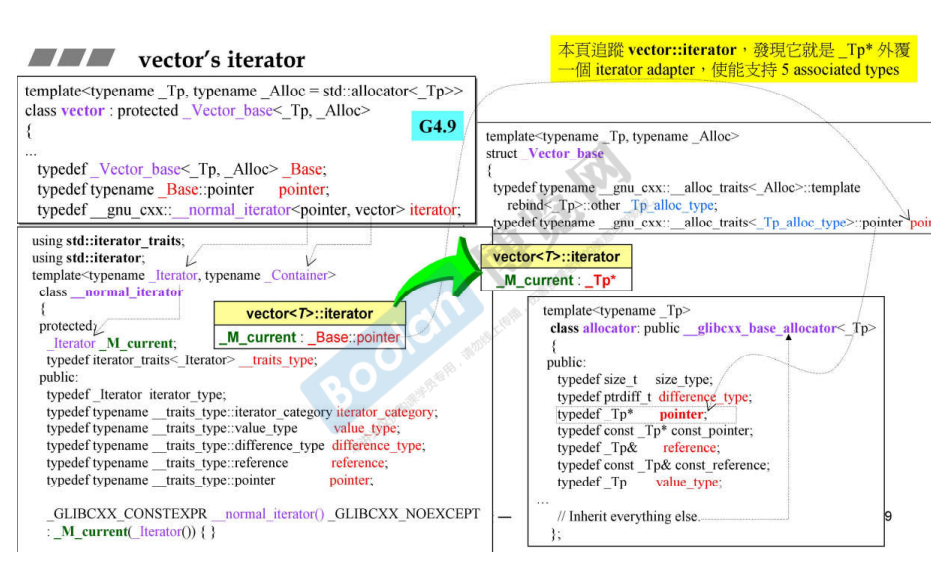 vector's iterator
本頁追蹤 vector::iterator，發現它就是 _Tp* 外覆
一個 iterator adapter，使能支持 5 associated types
template<typename _Tp, typename _Alloc = std::allocator<_Tp>>
class vector : protected _Vector_base<_Tp, _Alloc>
{
G4.9
...
typedef _Vector_base<_Tp, _Alloc> _Base;
typedef typename _Base::pointer pointer;
typedef __gnu_cxx::__normal_iterator<pointer, vector> iterator;
template<typename _Tp, typename _Alloc>
struct _Vector_base
{
typedef typename __gnu_cxx::__alloc_traits<_Alloc>::template
rebind<_Tp>::other _Tp_alloc_type;
typedef typename __gnu_cxx::__alloc_traits<_Tp_alloc_type>::pointer poi
using std::iterator_traits;
using std::iterator;
template<typename _Iterator, typename _Container>
class __normal_iterator
{
protected:
_Iterator _M_current;
typedef iterator_traits<_Iterator> __traits_type;
public:
typedef _Iterator iterator_type;
typedef typename __traits_type::iterator_category iterator_category;
typedef typename __traits_type::value_type value_type;
typedef typename __traits_type::difference_type difference_type;
typedef typename __traits_type::reference reference;
typedef typename __traits_type::pointer pointer;
_GLIBCXX_CONSTEXPR __normal_iterator() _GLIBCXX_NOEXCEPT
: _M_current(_Iterator()) { }
vector<T>::iterator
_M_current : _Base::pointer
vector<T>::iterator
_M_current : _Tp*
template<typename _Tp>
class allocator: public __glibcxx_base_allocator<_Tp>
{
public:
typedef size_t size_type;
typedef ptrdiff_t difference_type;
typedef _Tp* pointer;
typedef const _Tp* const_pointer;
typedef _Tp& reference;
typedef const _Tp& const_reference;
typedef _Tp value_type;
...
// Inherit everything else.
};
— 9
Boolan
博覽网